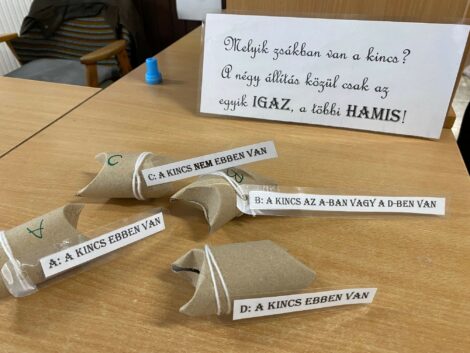 Melyik zsákban van a kincs?
A négy állítás közül csak az
egyik IGAZ, a többi HAMIS!
C
C: A KINCS NEM EBBEN VAN
B
B: A KINCS AZ A-BAN VAGY A D-BEN VAN
A
A: A KINCS EBBEN VAN
D: A KINCS EBBEN VAN